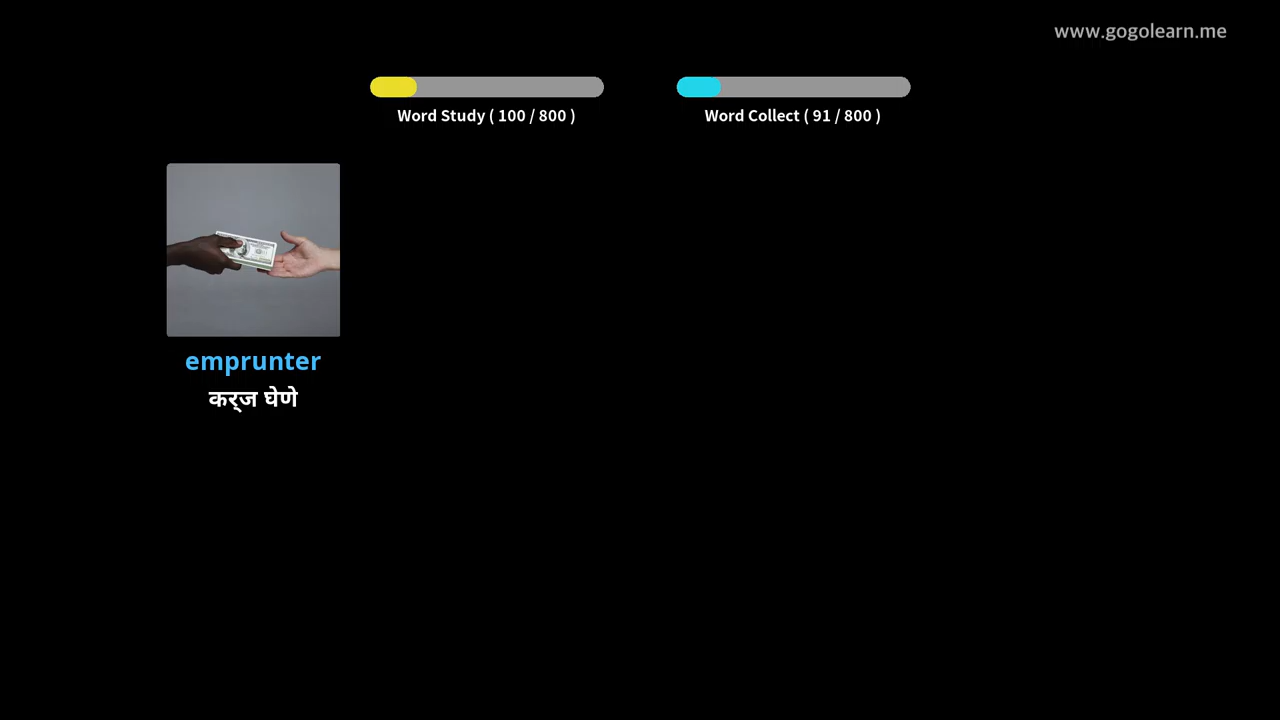 www.gogolearn.me
Word Study ( 100 / 800 )
Word Collect ( 91 / 800 )
emprunter
कर्ज घेणे